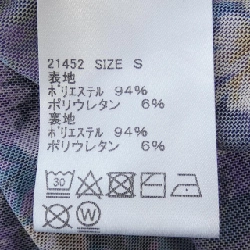 21452 SIZE S
表地
ポリエステル 94%
ポリウレタン 6%
裏地
ポリエステル 94%
ポリウレタン 6%
30
W